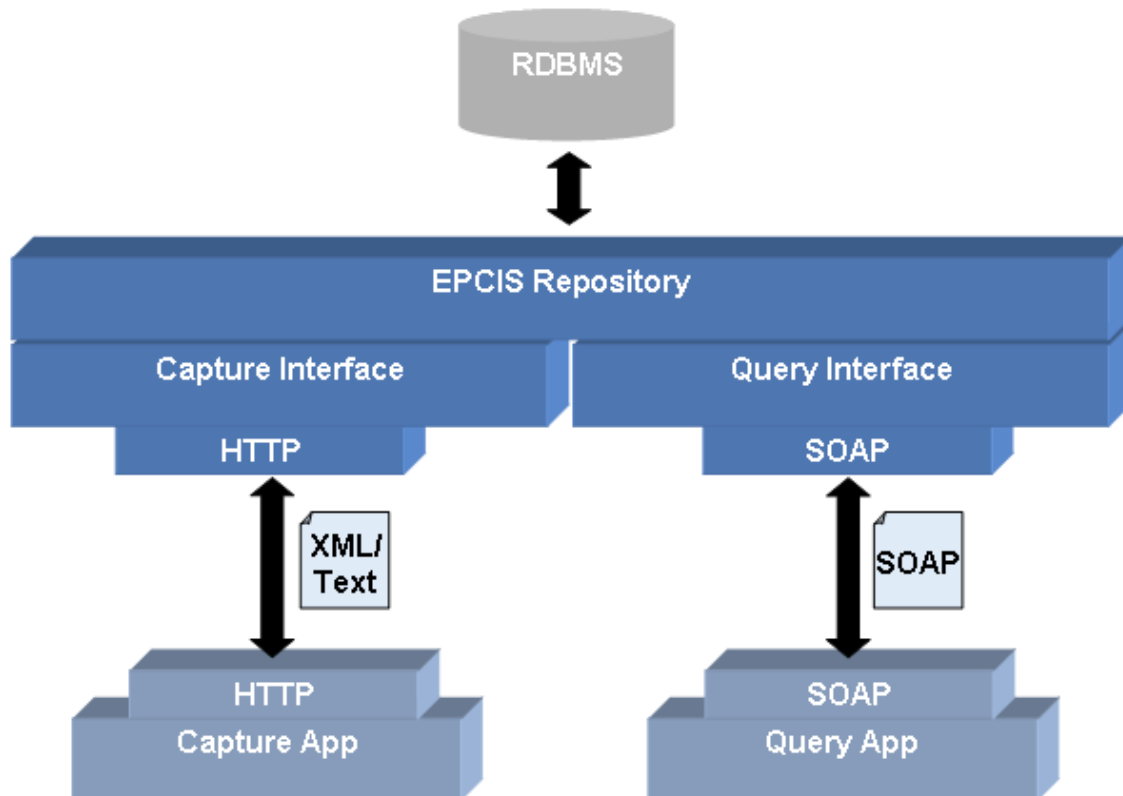 RDBMS
EPCIS Repository
Capture Interface
Query Interface
HTTP
SOAP
XML/
Text
SOAP
HTTP
SOAP
Capture App
Query App